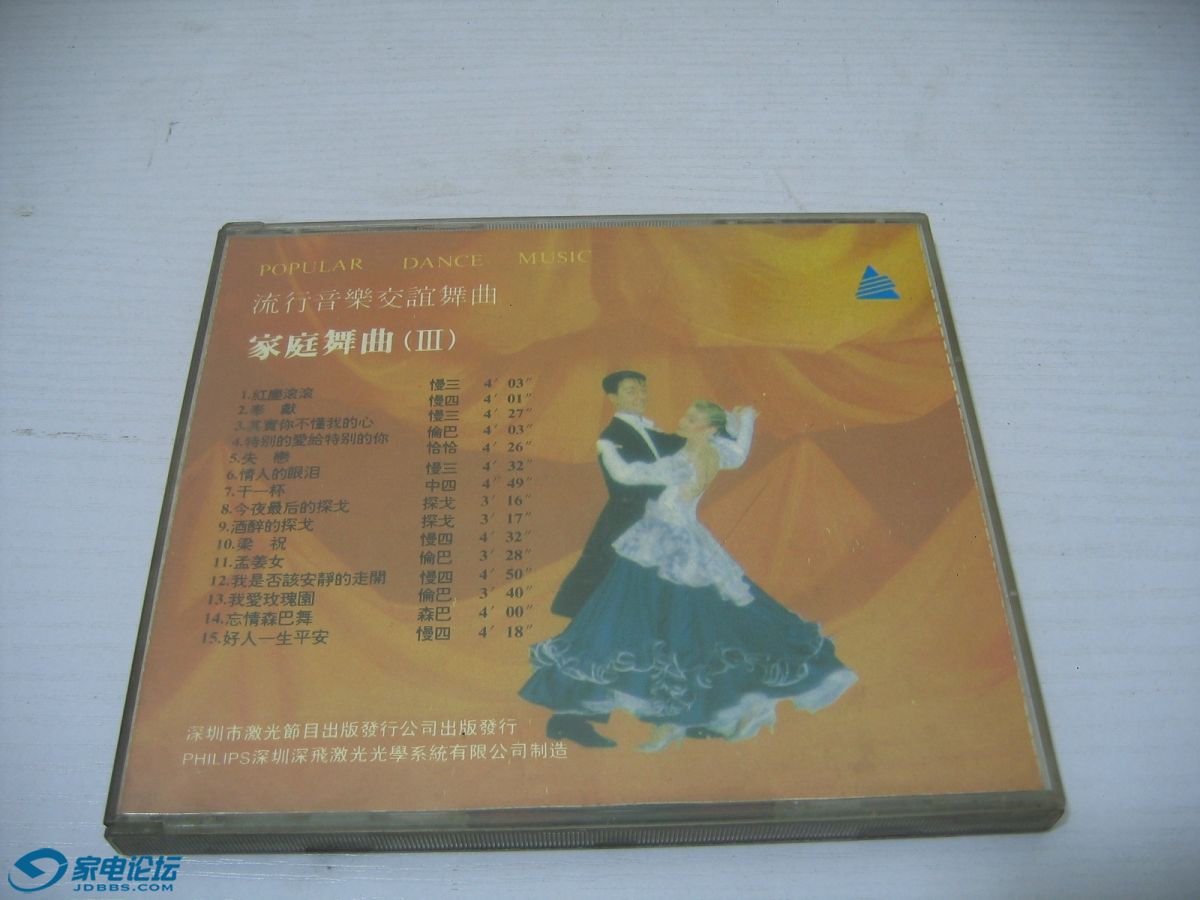 POPULAR DANCE MUSIC
流行音樂交誼舞曲
家庭舞曲(III)
1.紅塵滚滚 慢三 4′03″
2.奉 獻 慢四 4′01″
3.其實你不懂我的心 慢三 4′27″
4.特别的愛給特别的你 倫巴 4′03″
5.失 戀 恰恰 4′26″
6.情人的眼泪 慢三 4′32″
7.干一杯 中四 4″49″
8.今夜最后的探戈 探戈 3′16″
9.酒醉的探戈 探戈 3′17″
10.梁 祝 慢四 4′32″
11.孟姜女 倫巴 3′28″
12.我是否該安靜的走開 慢四 4′50″
13.我愛玫瑰園 倫巴 3′40″
14.忘情森巴舞 森巴 4′00″
15.好人一生平安 慢四 4′18″
深圳市激光節目出版發行公司出版發行
PHILIPS深圳深飛激光光學系統有限公司制造
家电论坛
JDBBS.COM